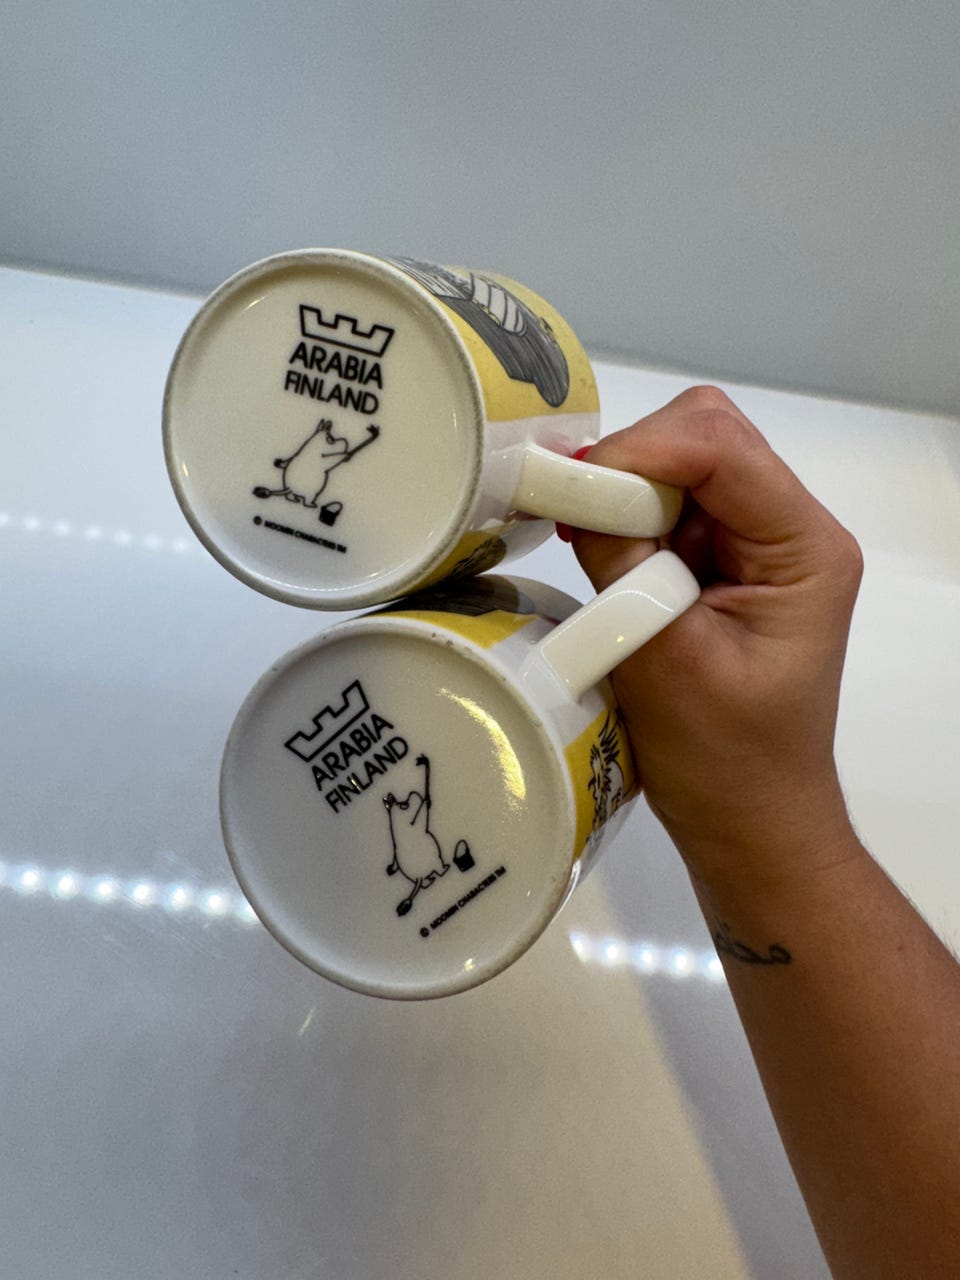 ARABIA
FINLAND
© MOOMIN CHARACTERS TM
ARABIA
FINLAND
© MOOMIN CHARACTERS TM